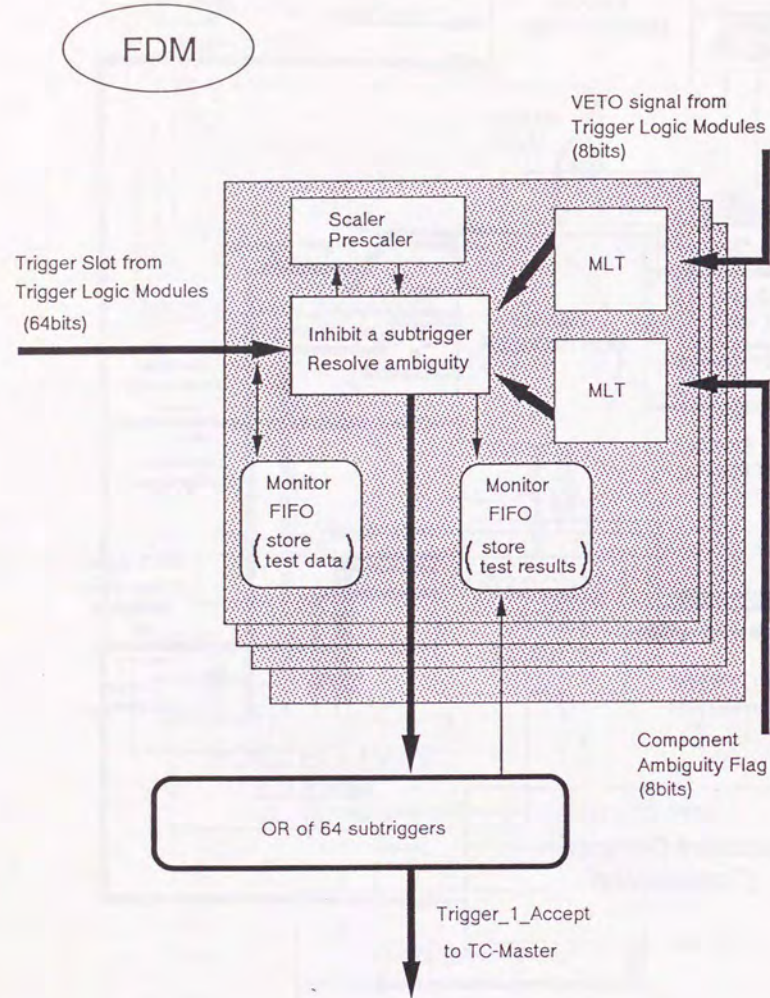 FDM
VETO signal from
Trigger Logic Modules
(8bits)
Scaler
Prescaler
MLT
Trigger Slot from
Trigger Logic Modules
(64bits)
Inhibit a subtrigger
Resolve ambiguity
MLT
Monitor
FIFO
(store
test data)
Monitor
FIFO
(store
test results)
Component
Ambiguity Flag
(8bits)
OR of 64 subtriggers
Trigger_1_Accept
to TC-Master